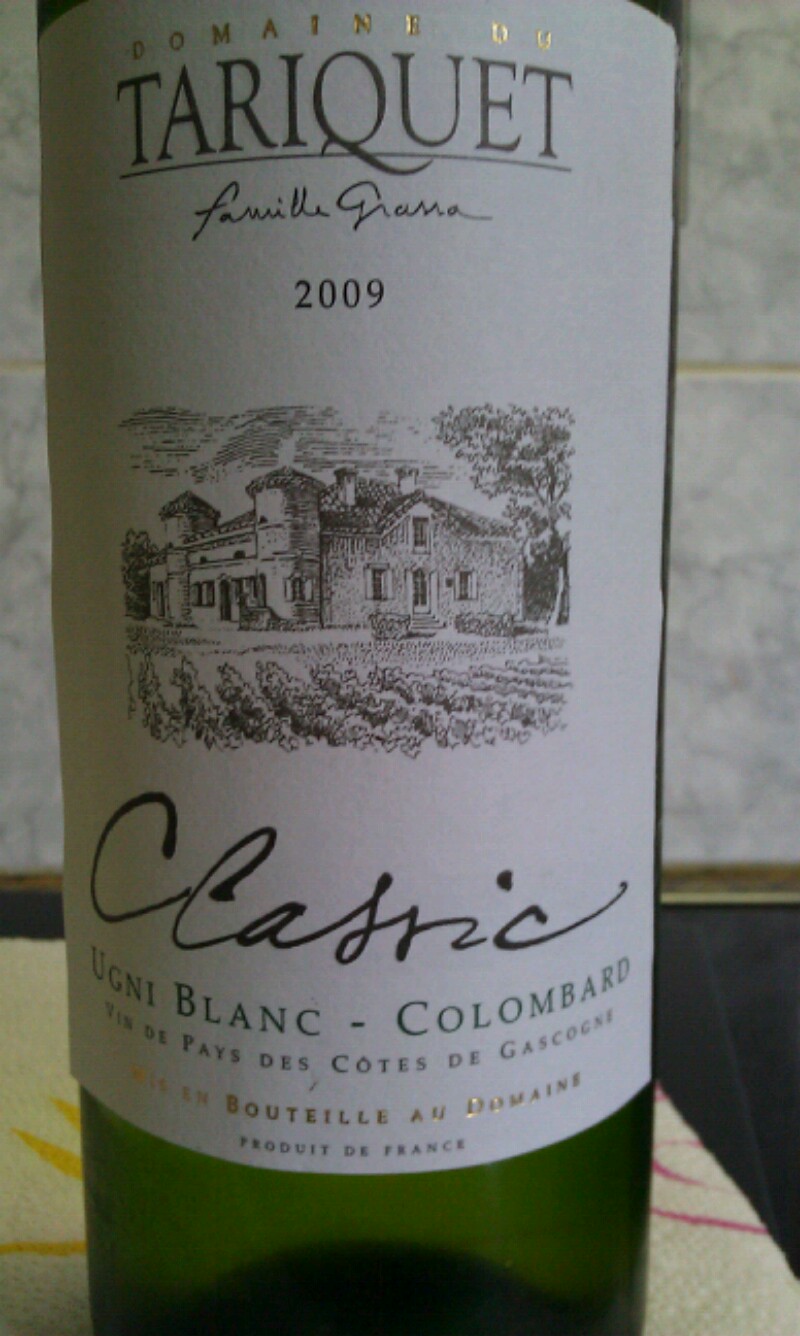 DOMAINE DU
TARIQUET
Famille Grassa
2009
Classic
UGNI BLANC - COLOMBARD
VIN DE PAYS DES CÔTES DE GASCOGNE
MIS EN BOUTEILLE AU DOMAINE
PRODUIT DE FRANCE